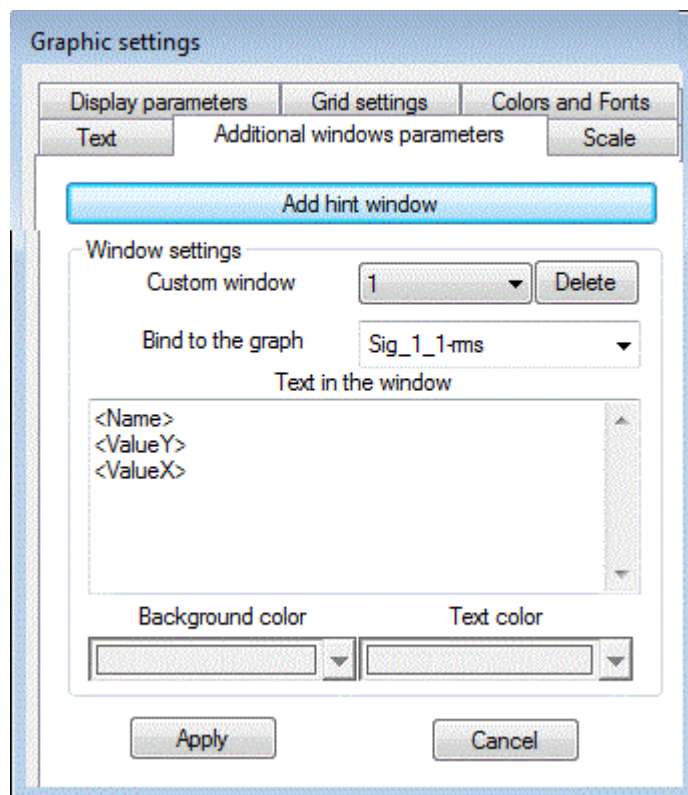 Graphic settings
Display parameters Grid settings Colors and Fonts
Text Additional windows parameters Scale
Add hint window
Window settings
Custom window 1 Delete
Bind to the graph Sig_1_1-rms
Text in the window
<Name>
<ValueY>
<ValueX>
Background color Text color
Apply Cancel